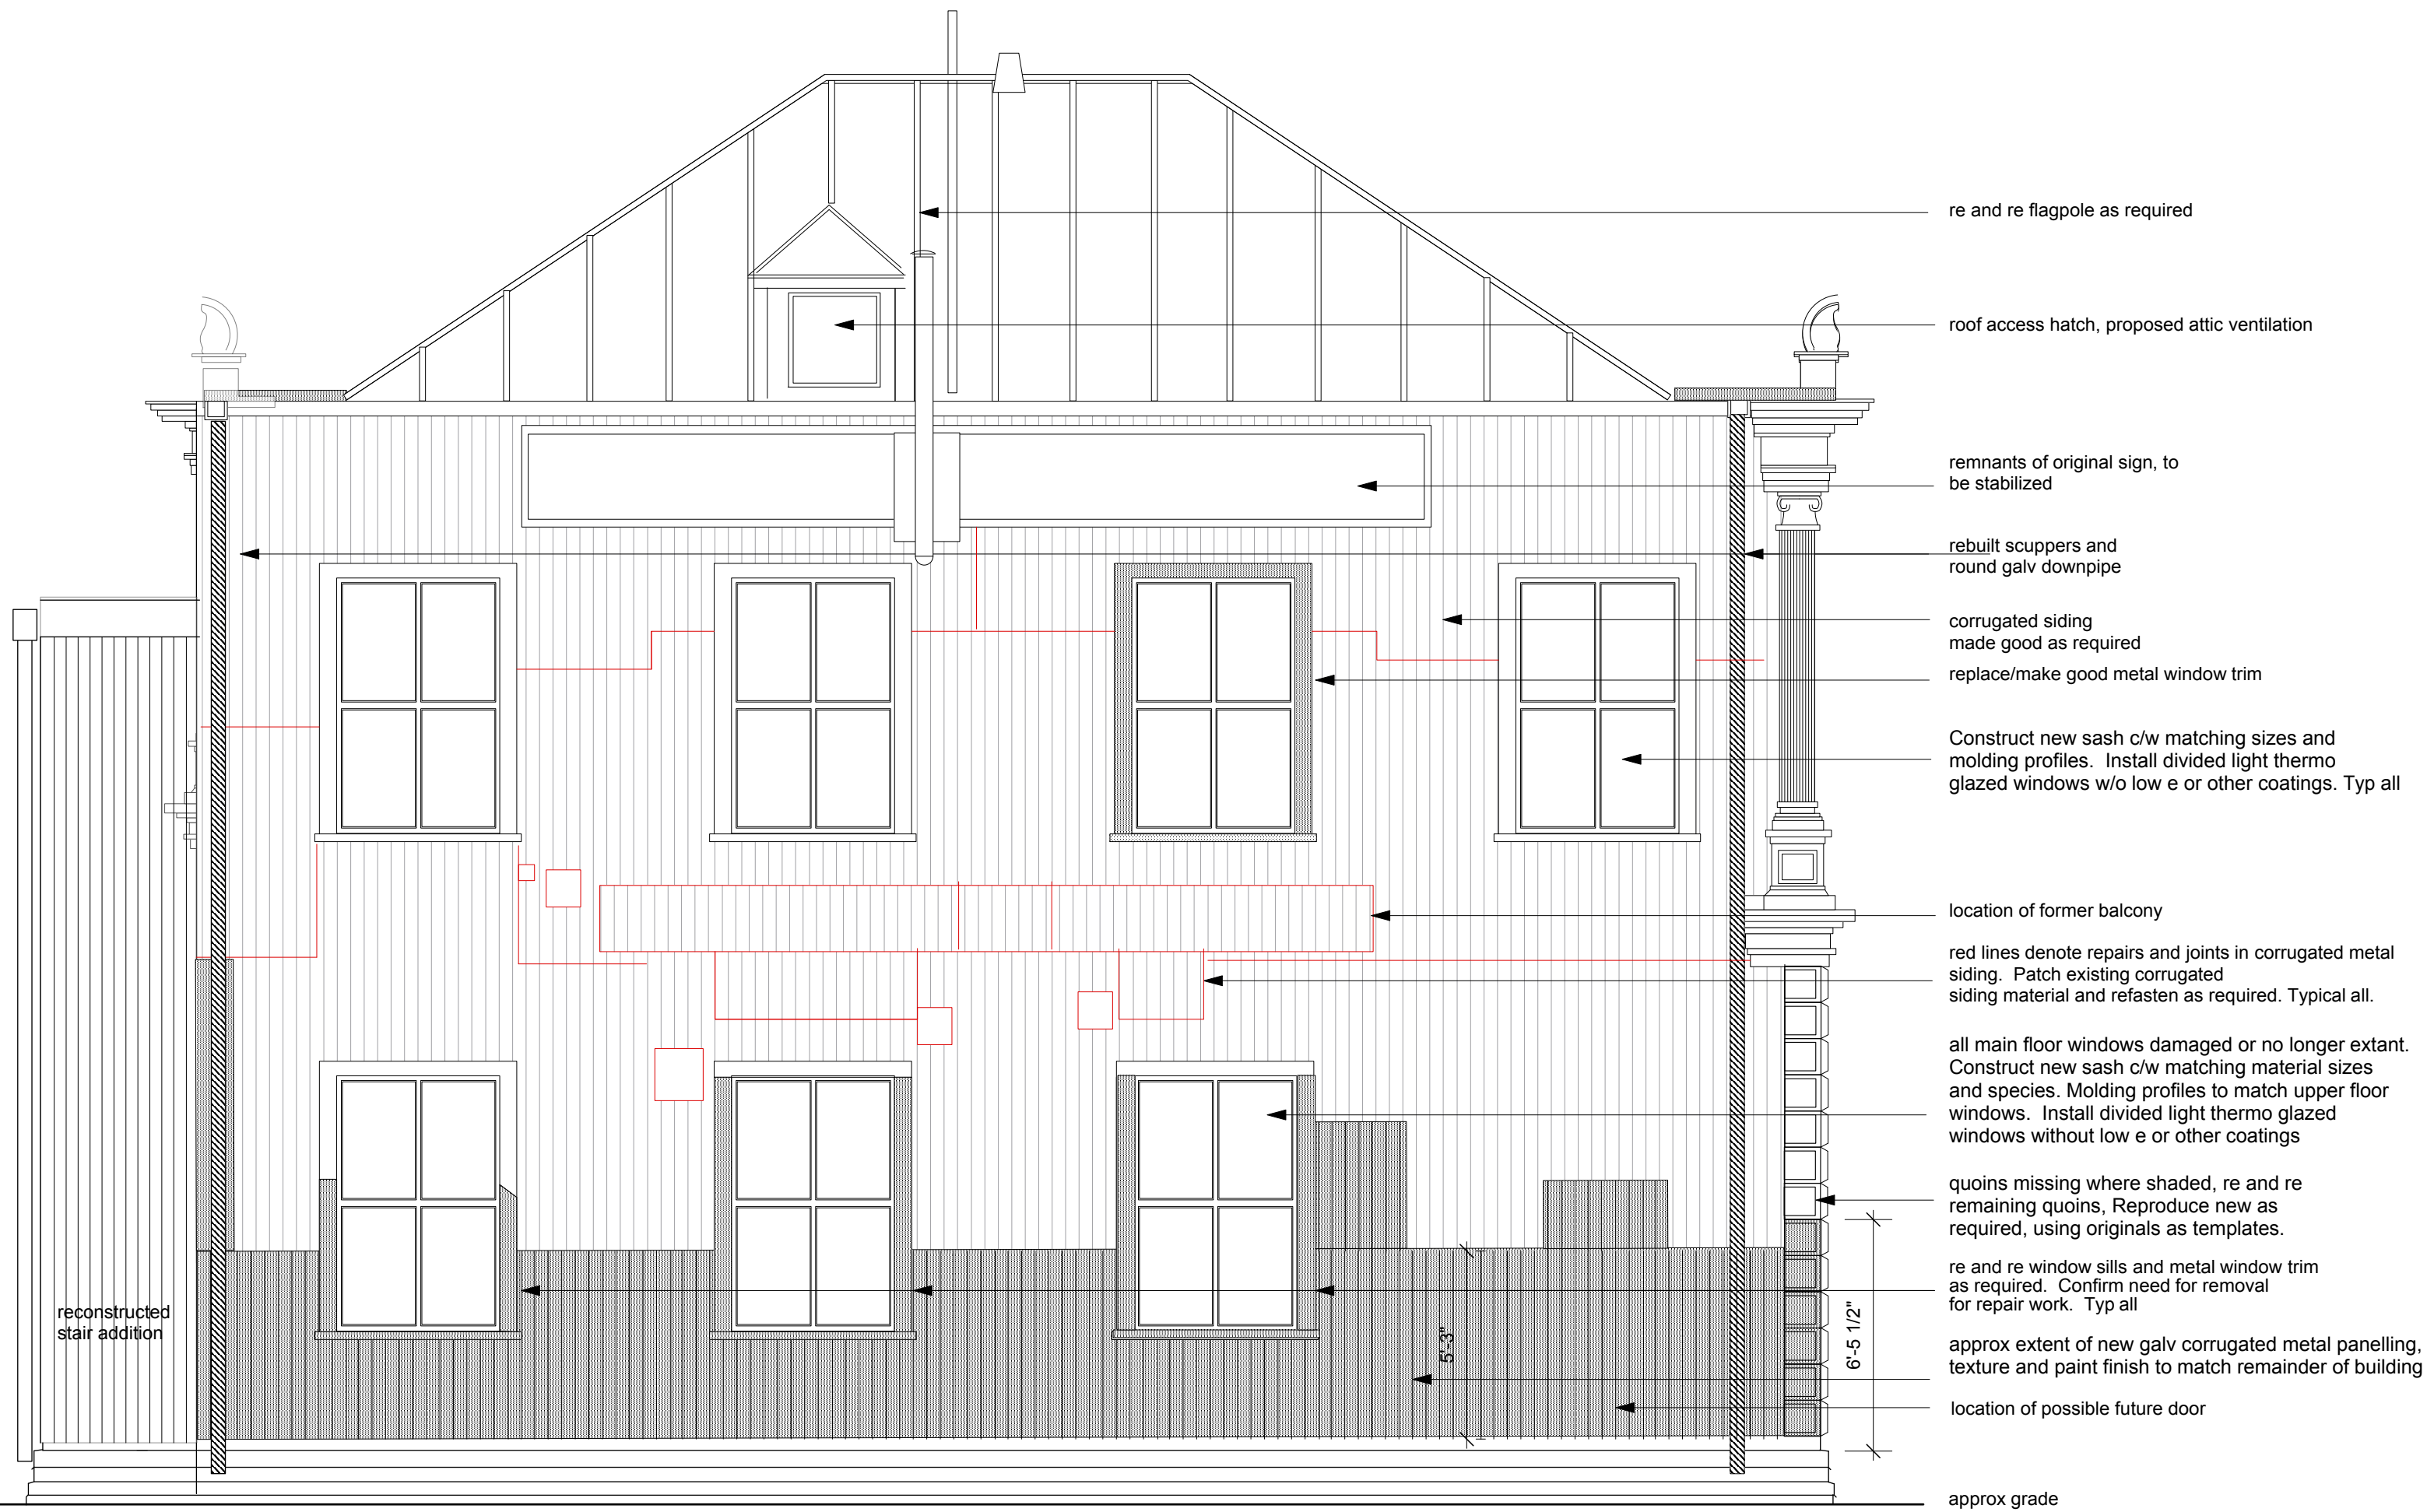 re and re flagpole as required
roof access hatch, proposed attic ventilation
remnants of original sign, to
be stabilized
rebuilt scuppers and
round galv downpipe
corrugated siding
made good as required
replace/make good metal window trim
Construct new sash c/w matching sizes and
molding profiles.  Install divided light thermo
glazed windows w/o low e or other coatings. Typ all
location of former balcony
red lines denote repairs and joints in corrugated metal
siding.  Patch existing corrugated
siding material and refasten as required. Typical all.
all main floor windows damaged or no longer extant.
Construct new sash c/w matching material sizes
and species. Molding profiles to match upper floor
windows.  Install divided light thermo glazed
windows without low e or other coatings
quoins missing where shaded, re and re
remaining quoins, Reproduce new as
required, using originals as templates.
re and re window sills and metal window trim
as required.  Confirm need for removal
for repair work.  Typ all
reconstructed
stair addition
5'-3"
6'-5 1/2"
approx extent of new galv corrugated metal panelling,
texture and paint finish to match remainder of building
location of possible future door
approx grade